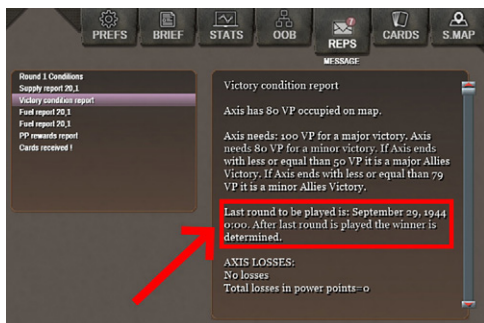 PREFS
BRIEF
STATS
OOB
REPS
CARDS
S.MAP
MESSAGE
Round 1 Conditions
Supply report 20,1
Victory condition report
Fuel report 20,1
Fuel report 20,1
PP rewards report
Cards received !
Victory condition report
Axis has 80 VP occupied on map.
Axis needs: 100 VP for a major victory. Axis
needs 80 VP for a minor victory. If Axis ends
with less or equal than 50 VP it is a major Allies
Victory. If Axis ends with less or equal than 79
VP it is a minor Allies Victory.
Last round to be played is: September 29, 1944
0:00. After last round is played the winner is
determined.
AXIS LOSSES:
No losses
Total losses in power points=0